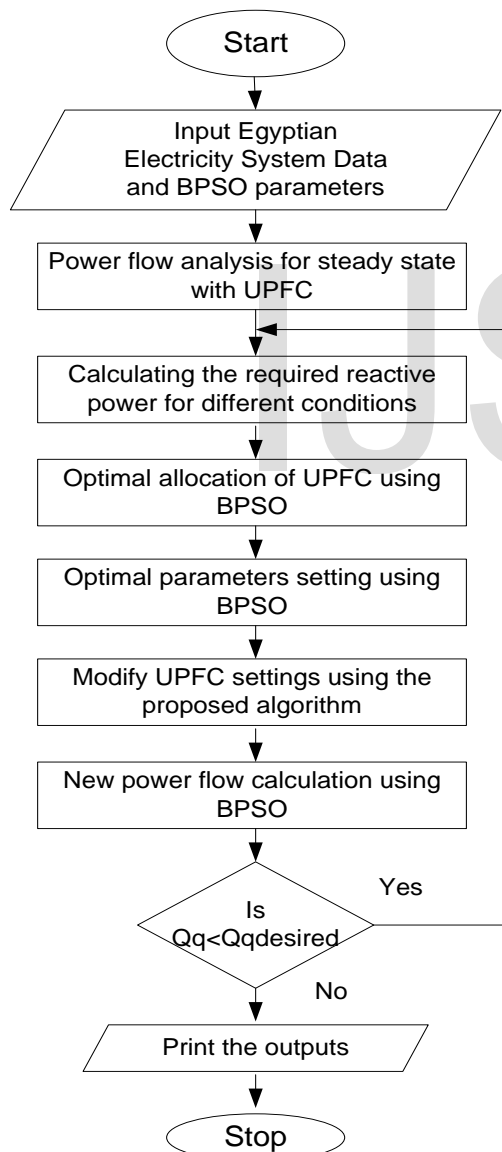 Start
Input Egyptian
Electricity System Data
and BPSO parameters
Power flow analysis for steady state
with UPFC
Calculating the required reactive
power for different conditions
Optimal allocation of UPFC using
BPSO
Optimal parameters setting using
BPSO
Modify UPFC settings using the
proposed algorithm
New power flow calculation using
BPSO
Yes
Is
Qq<Qqdesired
No
Print the outputs
Stop
IJS